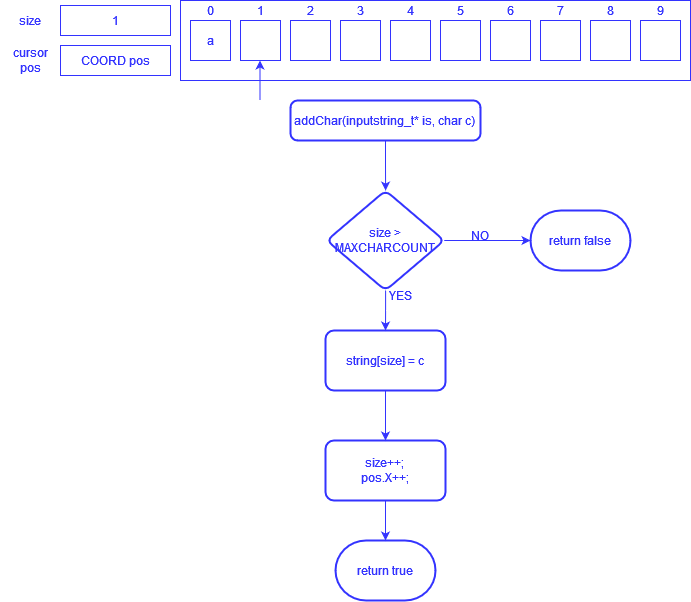 0 1 2 3 4 5 6 7 8 9
size 1
a
cursor
pos
COORD pos
addChar(inputstring_t* is, char c)
size >
MAXCHARCOUNT
NO
return false
YES
string[size] = c
size++;
pos.X++;
return true